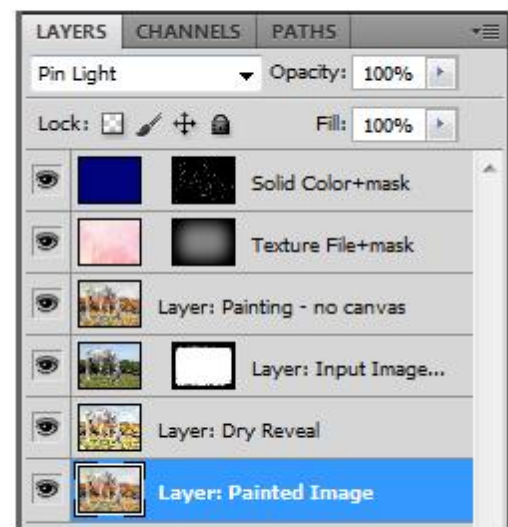 LAYERS CHANNELS PATHS
Pin Light Opacity: 100%
Lock: Fill: 100%
Solid Color+mask
Texture File+mask
Layer: Painting - no canvas
Layer: Input Image...
Layer: Dry Reveal
Layer: Painted Image